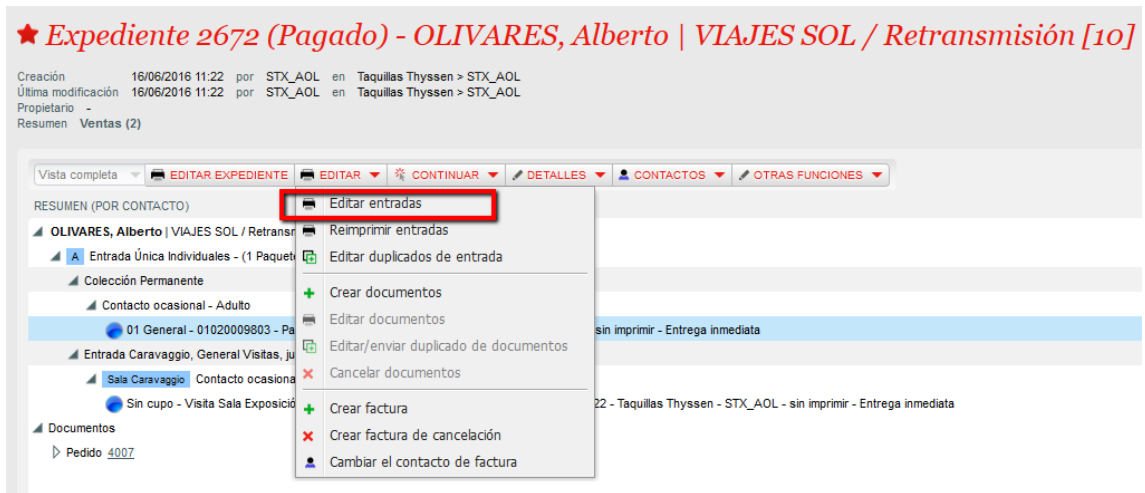 Expediente 2672 (Pagado) - OLIVARES, Alberto | VIAJES SOL / Retransmisión [10]
Creación 16/06/2016 11:22 por STX_AOL en Taquillas Thyssen > STX_AOL
Última modificación 16/06/2016 11:22 por STX_AOL en Taquillas Thyssen > STX_AOL
Propietario -
Resumen Ventas (2)
Vista completa EDITAR EXPEDIENTE EDITAR CONTINUAR DETALLES CONTACTOS OTRAS FUNCIONES
RESUMEN (POR CONTACTO)
Editar entradas
OLIVARES, Alberto | VIAJES SOL / Retransr
Reimprimir entradas
A Entrada Única Individuales - (1 Paquet
Editar duplicados de entrada
Colección Permanente
Crear documentos
Contacto ocasional - Adulto
Editar documentos
01 General - 01020009803 - Pa sin imprimir - Entrega inmediata
Editar/enviar duplicado de documentos
Entrada Caravaggio, General Visitas, ju
Cancelar documentos
Sala Caravaggio Contacto ocasiona
Sin cupo - Visita Sala Exposició 22 - Taquillas Thyssen - STX_AOL - sin imprimir - Entrega inmediata
Crear factura
Documentos
Crear factura de cancelación
Pedido 4007
Cambiar el contacto de factura